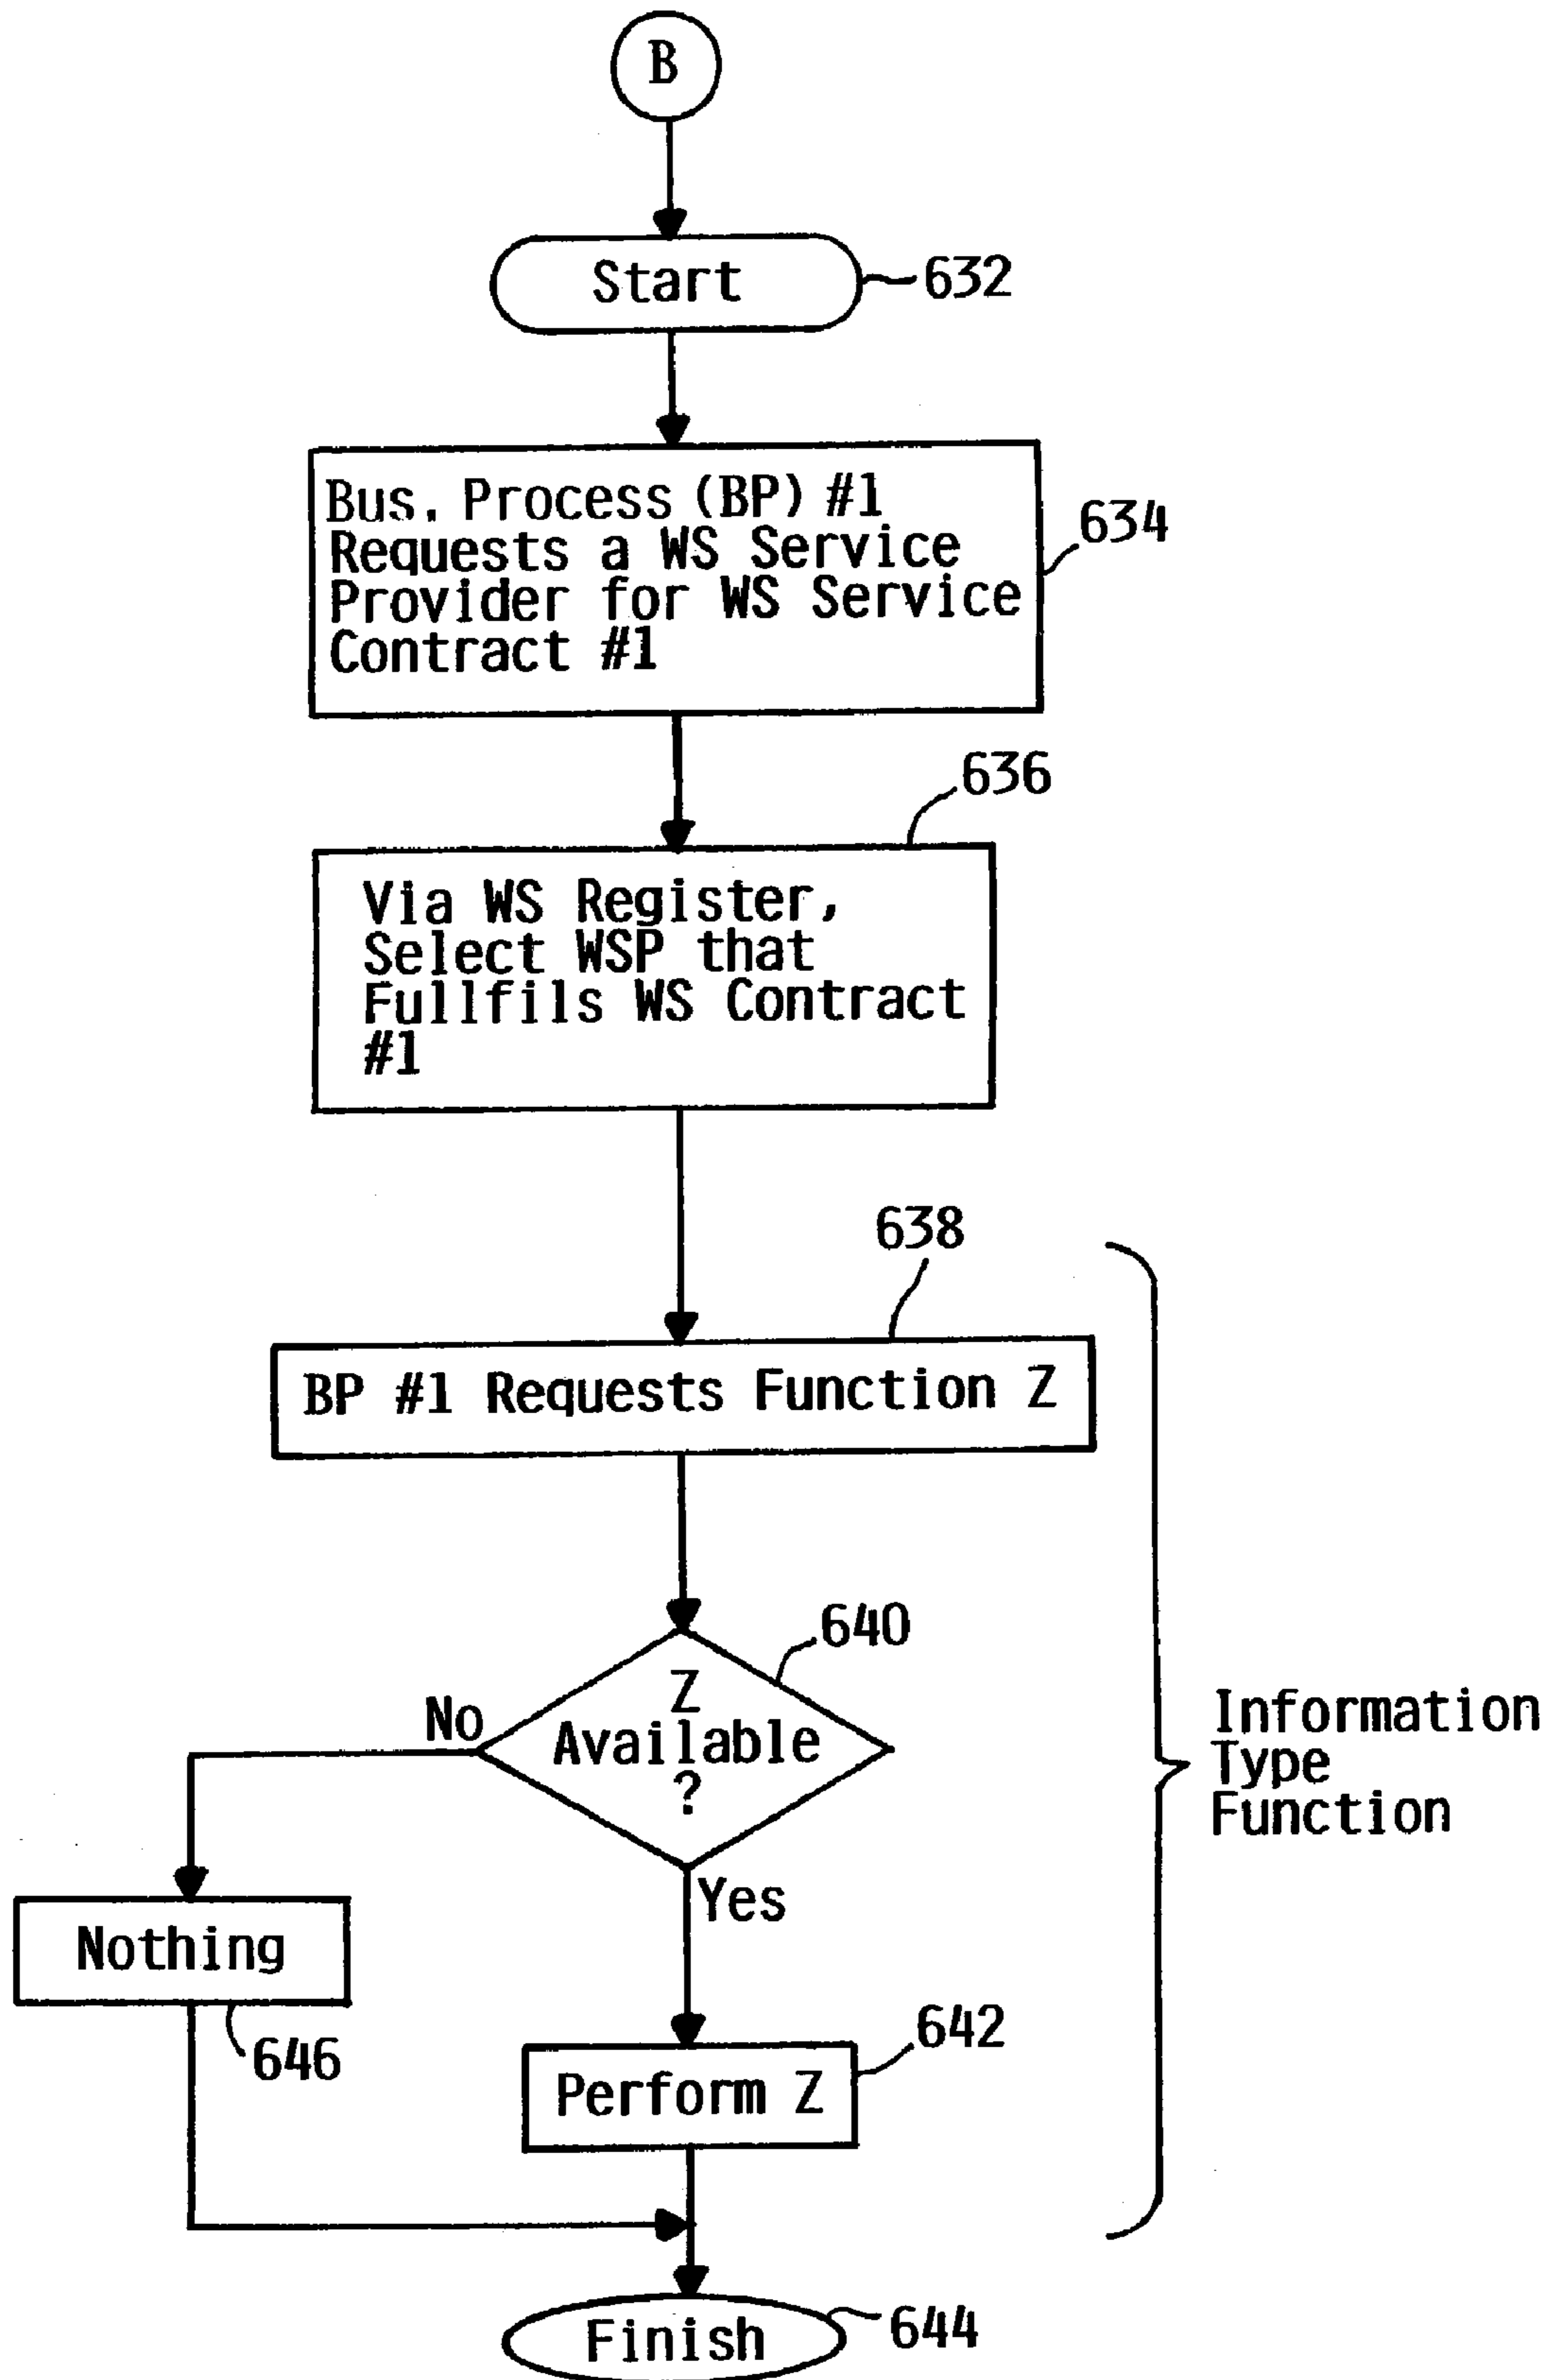 B
Start
632
Bus. Process (BP) #1
Requests a WS Service
Provider for WS Service
Contract #1
634
636
Via WS Register,
Select WSP that
Fullfils WS Contract
#1
638
BP #1 Requests Function Z
640
Z
Available
?
No
Yes
Information
Type
Function
Nothing
646
642
Perform Z
Finish
644